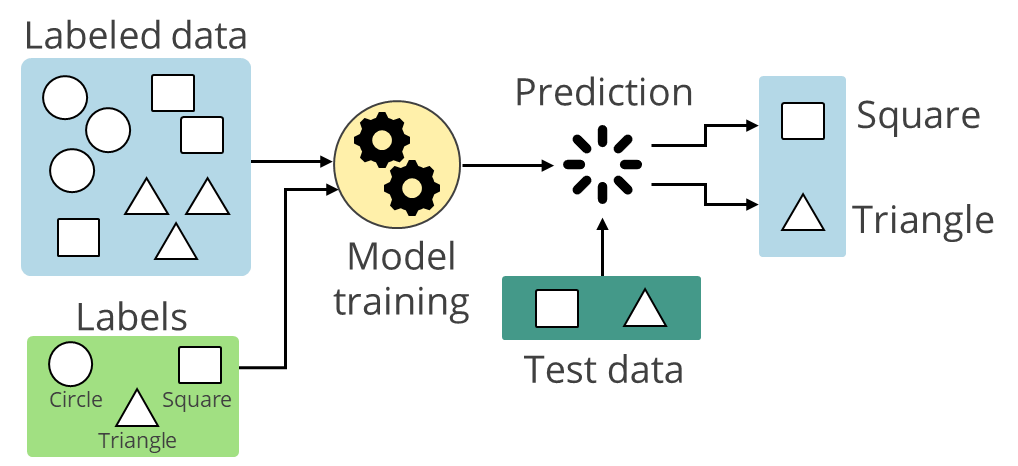 Labeled data
Labels
Circle
Square
Triangle
Model
training
Prediction
Test data
Square
Triangle